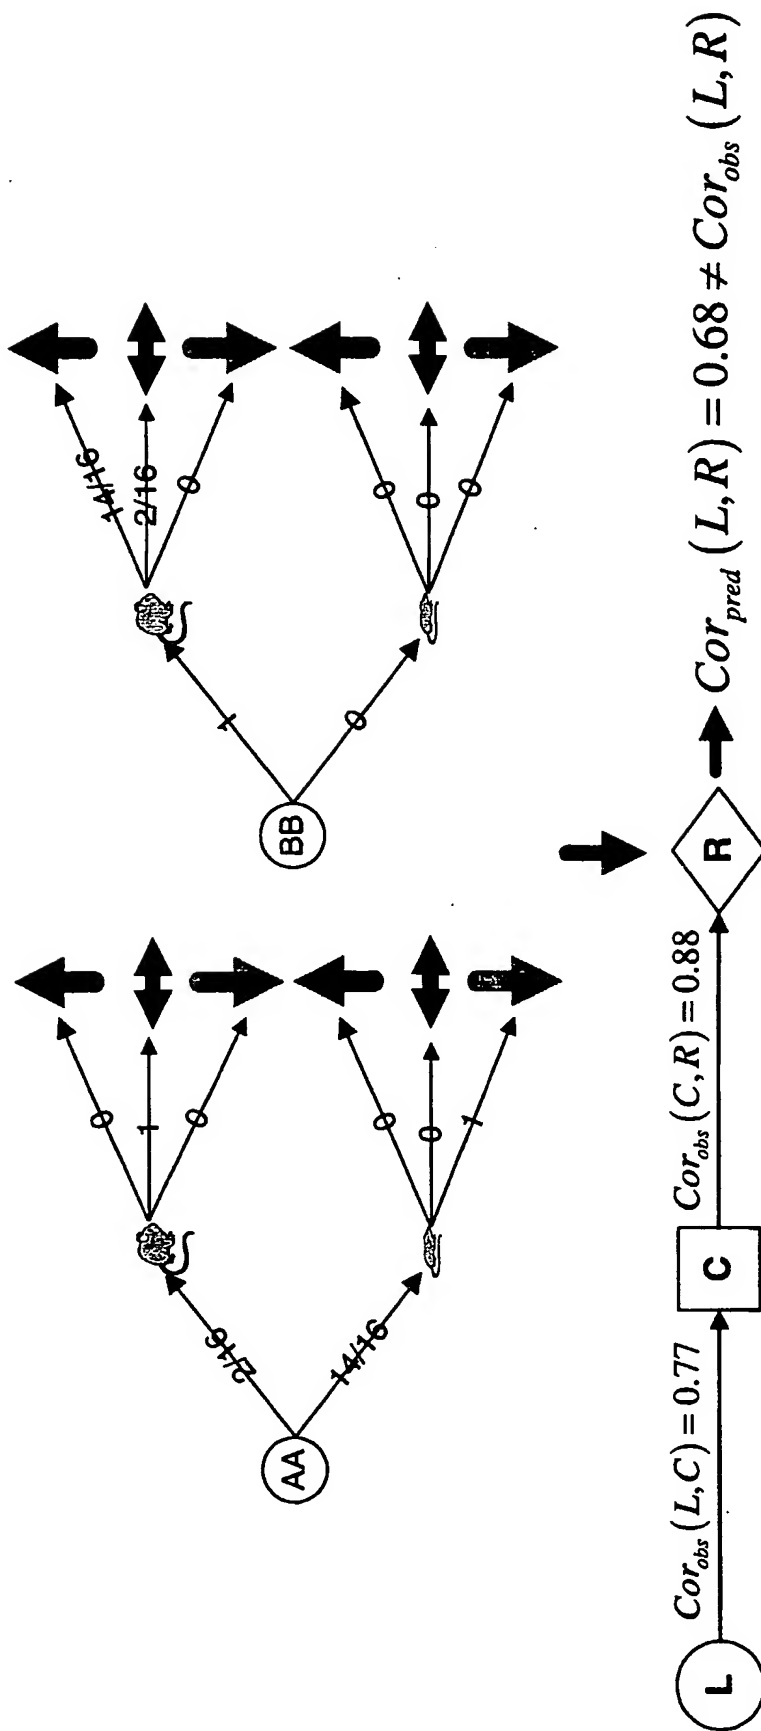 AA
2/16
14/16
0
1
0
0
0
1
BB
1
0
14/16
2/16
0
0
0
0
L
Cor_obs (L, C) = 0.77
C
Cor_obs (C, R) = 0.88
R
Cor_pred (L, R) = 0.68 ≠ Cor_obs (L, R)